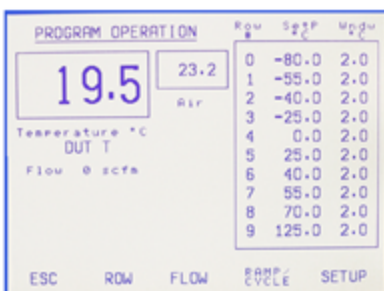 PROGRAM OPERATION
19.5
23.2
Air
Temperature °C
DUT T
Flow 0 scfm
Row SetP Wndw
# °C °C
0 -80.0 2.0
1 -55.0 2.0
2 -40.0 2.0
3 -25.0 2.0
4 0.0 2.0
5 25.0 2.0
6 40.0 2.0
7 55.0 2.0
8 70.0 2.0
9 125.0 2.0
ESC ROW FLOW RAMP/ SETUP
CYCLE